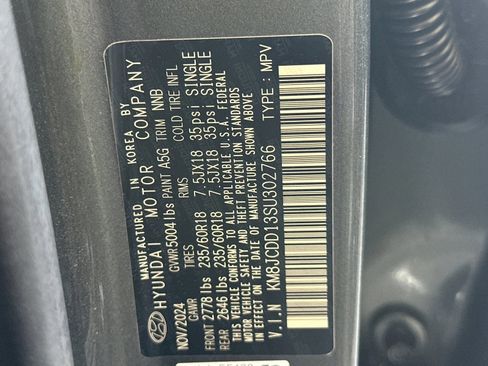 MANUFACTURED IN KOREA BY
HYUNDAI MOTOR COMPANY
NOV/2024 GVWR 5004 lbs PAINT A5G TRIM NNB
GAWR TIRES RIMS COLD TIRE INFL
FRONT 2778 lbs 235/60R18 7.5JX18 35psi SINGLE
REAR 2646 lbs 235/60R18 7.5JX18 35psi SINGLE
THIS VEHICLE CONFORMS TO ALL APPLICABLE U.S.A. FEDERAL
MOTOR VEHICLE SAFETY STANDARDS IN EFFECT ON THE
DATE OF MANUFACTURE SHOWN ABOVE.
V.I.N KM8JCDD13SU302766 TYPE : MPV